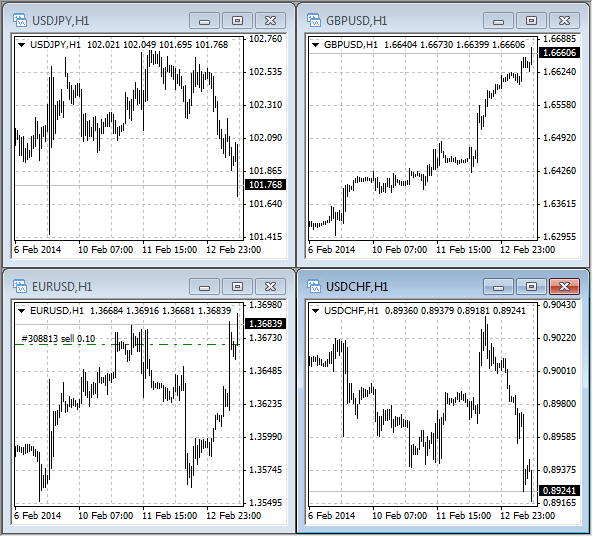 USDJPY,H1
USDJPY,H1 102.021 102.049 101.695 101.768
102.760
102.535
102.310
102.090
101.865
101.768
101.640
101.415
6 Feb 2014 10 Feb 07:00 11 Feb 15:00 12 Feb 23:00
GBPUSD,H1
GBPUSD,H1 1.66404 1.66730 1.66399 1.66606
1.66885
1.66606
1.66240
1.65580
1.64920
1.64260
1.63615
1.62955
6 Feb 2014 10 Feb 07:00 11 Feb 15:00 12 Feb 23:00
EURUSD,H1
EURUSD,H1 1.36684 1.36916 1.36681 1.36839
#308813 sell 0.10
1.36980
1.36839
1.36730
1.36485
1.36235
1.35990
1.35745
1.35495
6 Feb 2014 10 Feb 07:00 11 Feb 15:00 12 Feb 23:00
USDCHF,H1
USDCHF,H1 0.89360 0.89379 0.89181 0.89241
0.90430
0.90220
0.90010
0.89800
0.89585
0.89375
0.89241
0.89165
6 Feb 2014 10 Feb 07:00 11 Feb 15:00 12 Feb 23:00